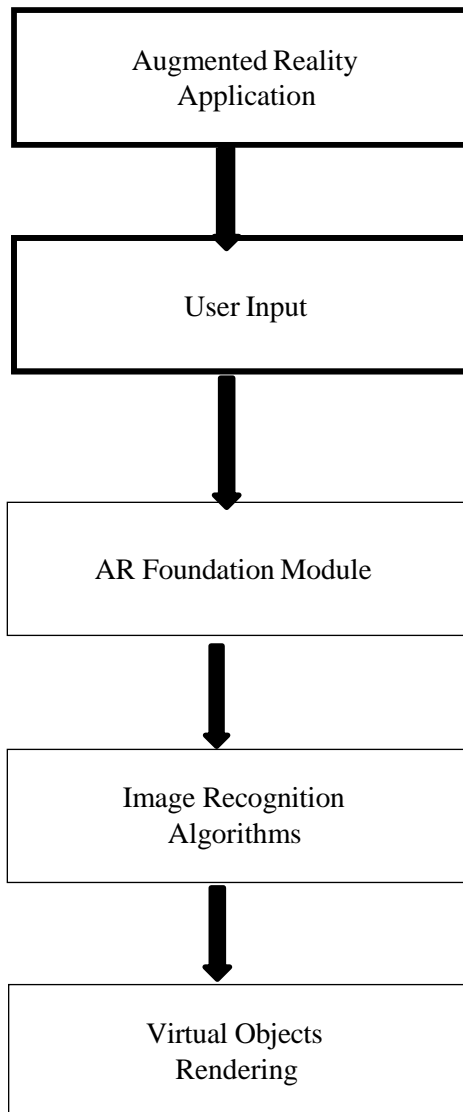 Augmented Reality
Application
User Input
AR Foundation Module
Image Recognition
Algorithms
Virtual Objects
Rendering